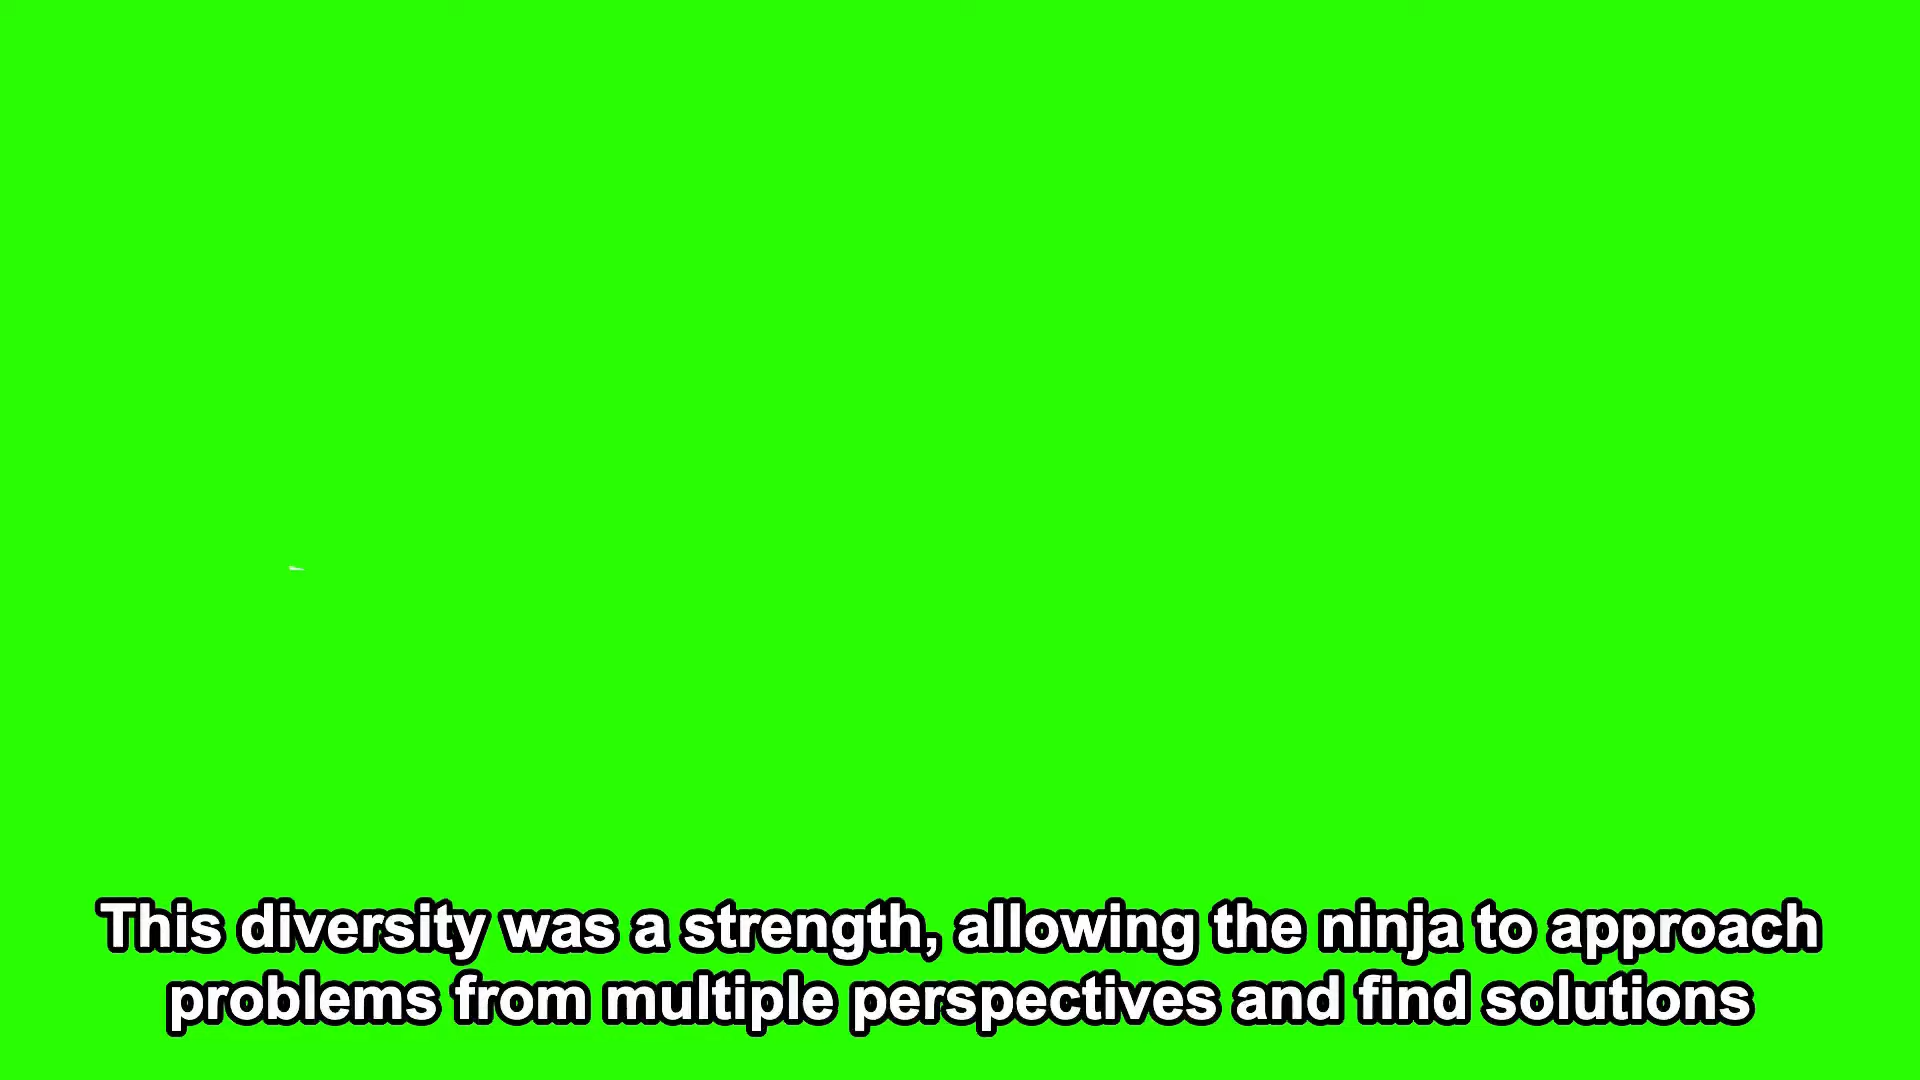 This diversity was a strength, allowing the ninja to approach
problems from multiple perspectives and find solutions